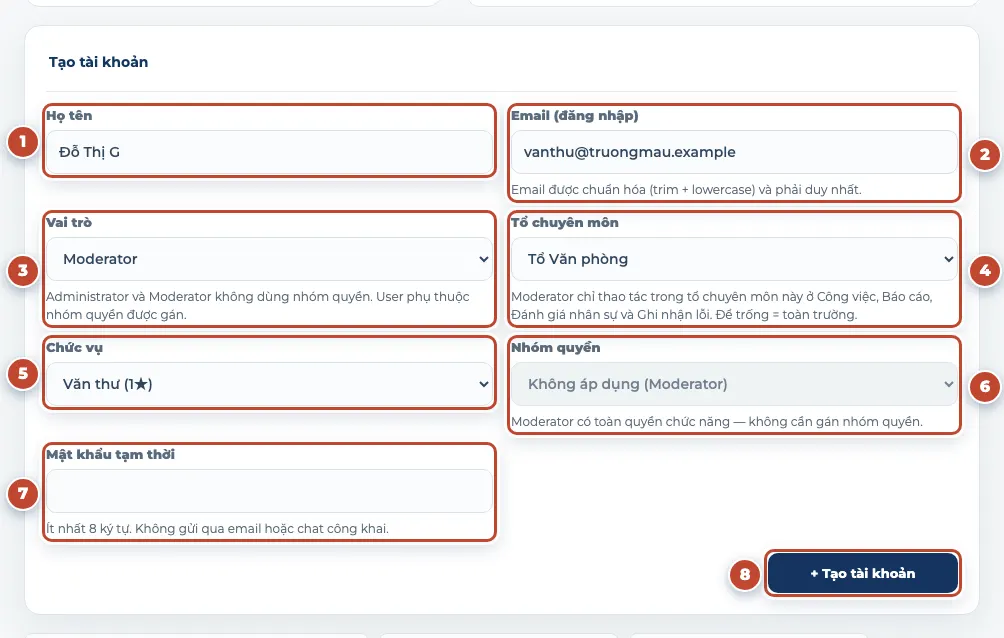 Tạo tài khoản
Họ tên
1
Đỗ Thị G
Email (đăng nhập)
vanthu@truongmau.example
2
Email được chuẩn hóa (trim + lowercase) và phải duy nhất.
Vai trò
3
Moderator
Administrator và Moderator không dùng nhóm quyền. User phụ thuộc
nhóm quyền được gán.
Tổ chuyên môn
Tổ Văn phòng
4
Moderator chỉ thao tác trong tổ chuyên môn này ở Công việc, Báo cáo,
Đánh giá nhân sự và Ghi nhận lỗi. Để trống = toàn trường.
Chức vụ
5
Văn thư (1★)
Nhóm quyền
Không áp dụng (Moderator)
6
Moderator có toàn quyền chức năng — không cần gán nhóm quyền.
Mật khẩu tạm thời
7
Ít nhất 8 ký tự. Không gửi qua email hoặc chat công khai.
8
+ Tạo tài khoản